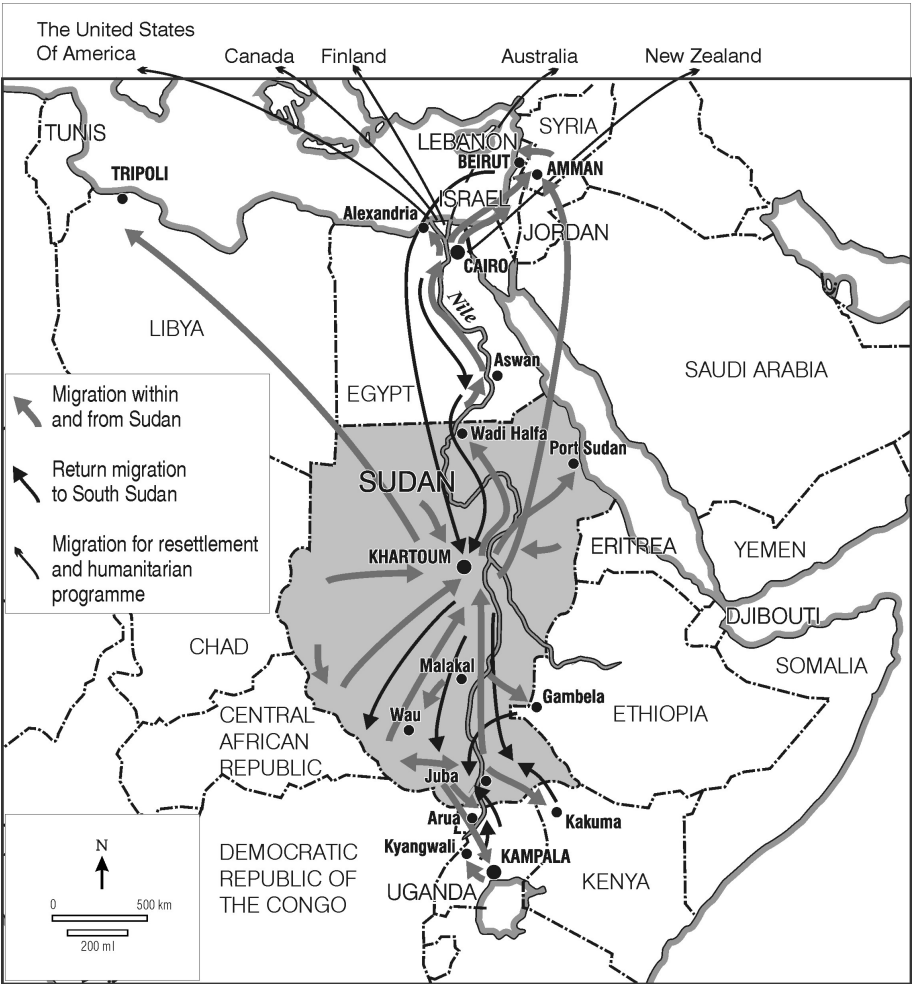 The United States
Of America
Canada
Finland
Australia
New Zealand
TUNIS
TRIPOLI
LEBANON
SYRIA
BEIRUT
AMMAN
ISRAEL
Alexandria
JORDAN
CAIRO
Nile
LIBYA
Aswan
SAUDI ARABIA
EGYPT
Migration within
and from Sudan
Return migration
to South Sudan
Migration for resettlement
and humanitarian
programme
Wadi Halfa
Port Sudan
SUDAN
KHARTOUM
ERITREA
YEMEN
DJIBOUTI
CHAD
SOMALIA
Malakal
Gambela
Wau
ETHIOPIA
CENTRAL
AFRICAN
REPUBLIC
Juba
Arua
Kakuma
Kyangwali
KAMPALA
DEMOCRATIC
REPUBLIC OF
THE CONGO
UGANDA
KENYA
N
0 500 km
200 ml